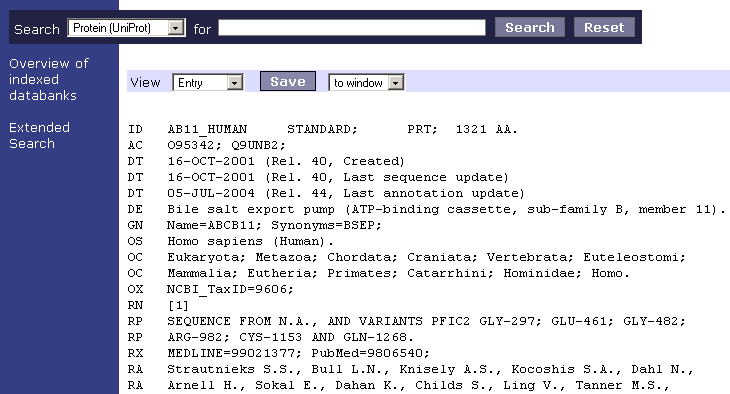 Search Protein (UniProt) for Search Reset
Overview of
indexed
databanks
Extended
Search
View Entry Save to window
ID AB11_HUMAN STANDARD; PRT; 1321 AA.
AC O95342; Q9UNB2;
DT 16-OCT-2001 (Rel. 40, Created)
DT 16-OCT-2001 (Rel. 40, Last sequence update)
DT 05-JUL-2004 (Rel. 44, Last annotation update)
DE Bile salt export pump (ATP-binding cassette, sub-family B, member 11).
GN Name=ABCB11; Synonyms=BSEP;
OS Homo sapiens (Human).
OC Eukaryota; Metazoa; Chordata; Craniata; Vertebrata; Euteleostomi;
OC Mammalia; Eutheria; Primates; Catarrhini; Hominidae; Homo.
OX NCBI_TaxID=9606;
RN [1]
RP SEQUENCE FROM N.A., AND VARIANTS PFIC2 GLY-297; GLU-461; GLY-482;
RP ARG-982; CYS-1153 AND GLN-1268.
RX MEDLINE=99021377; PubMed=9806540;
RA Strautnieks S.S., Bull L.N., Knisely A.S., Kocoshis S.A., Dahl N.,
RA Arnell H., Sokal E., Dahan K., Childs S., Ling V., Tanner M.S.,